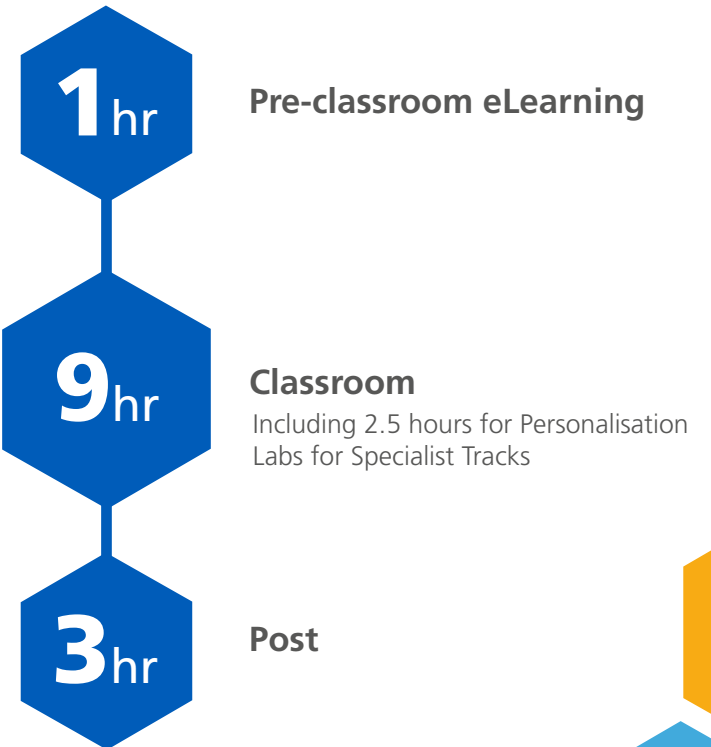 1hr
Pre-classroom eLearning
9hr
Classroom
Including 2.5 hours for Personalisation
Labs for Specialist Tracks
3hr
Post